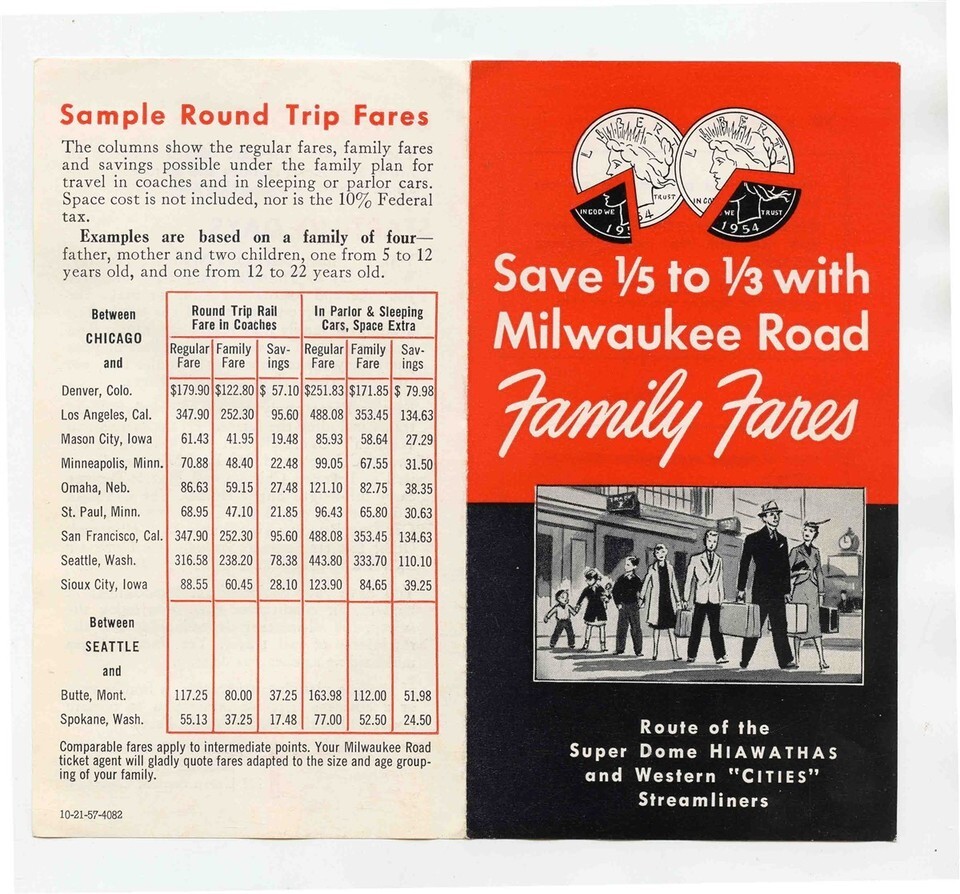 Sample Round Trip Fares
The columns show the regular fares, family fares
and savings possible under the family plan for
travel in coaches and in sleeping or parlor cars.
Space cost is not included, nor is the 10% Federal
tax.
Examples are based on a family of four—
father, mother and two children, one from 5 to 12
years old, and one from 12 to 22 years old.
Between CHICAGO and
Round Trip Rail Fare in Coaches
In Parlor & Sleeping Cars, Space Extra
Regular Fare Family Fare Sav-ings Regular Fare Family Fare Sav-ings
Denver, Colo. $179.90 $122.80 $ 57.10 $251.83 $171.85 $ 79.98
Los Angeles, Cal. 347.90 252.30 95.60 488.08 353.45 134.63
Mason City, Iowa 61.43 41.95 19.48 85.93 58.64 27.29
Minneapolis, Minn. 70.88 48.40 22.48 99.05 67.55 31.50
Omaha, Neb. 86.63 59.15 27.48 121.10 82.75 38.35
St. Paul, Minn. 68.95 47.10 21.85 96.43 65.80 30.63
San Francisco, Cal. 347.90 252.30 95.60 488.08 353.45 134.63
Seattle, Wash. 316.58 238.20 78.38 443.80 333.70 110.10
Sioux City, Iowa 88.55 60.45 28.10 123.90 84.65 39.25
Between
SEATTLE
and
Butte, Mont. 117.25 80.00 37.25 163.98 112.00 51.98
Spokane, Wash. 55.13 37.25 17.48 77.00 52.50 24.50
Comparable fares apply to intermediate points. Your Milwaukee Road
ticket agent will gladly quote fares adapted to the size and age group-
ing of your family.
10-21-57-4082
LIBERTY
IN GOD WE TRUST
1954
LIBERTY
IN GOD WE TRUST
1954
Save 1/5 to 1/3 with
Milwaukee Road
Family Fares
Route of the
Super Dome HIAWATHAS
and Western "CITIES"
Streamliners